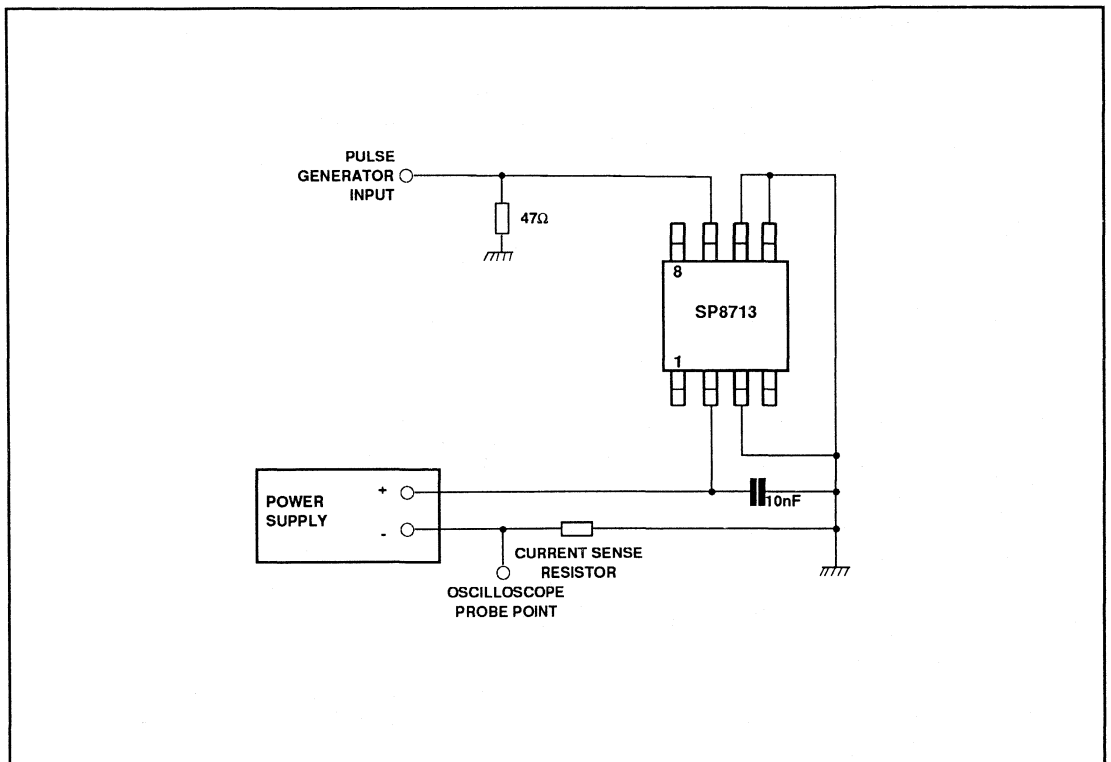 PULSE
GENERATOR
INPUT
47Ω
8
SP8713
1
POWER
SUPPLY
+
-
10nF
CURRENT SENSE
RESISTOR
OSCILLOSCOPE
PROBE POINT